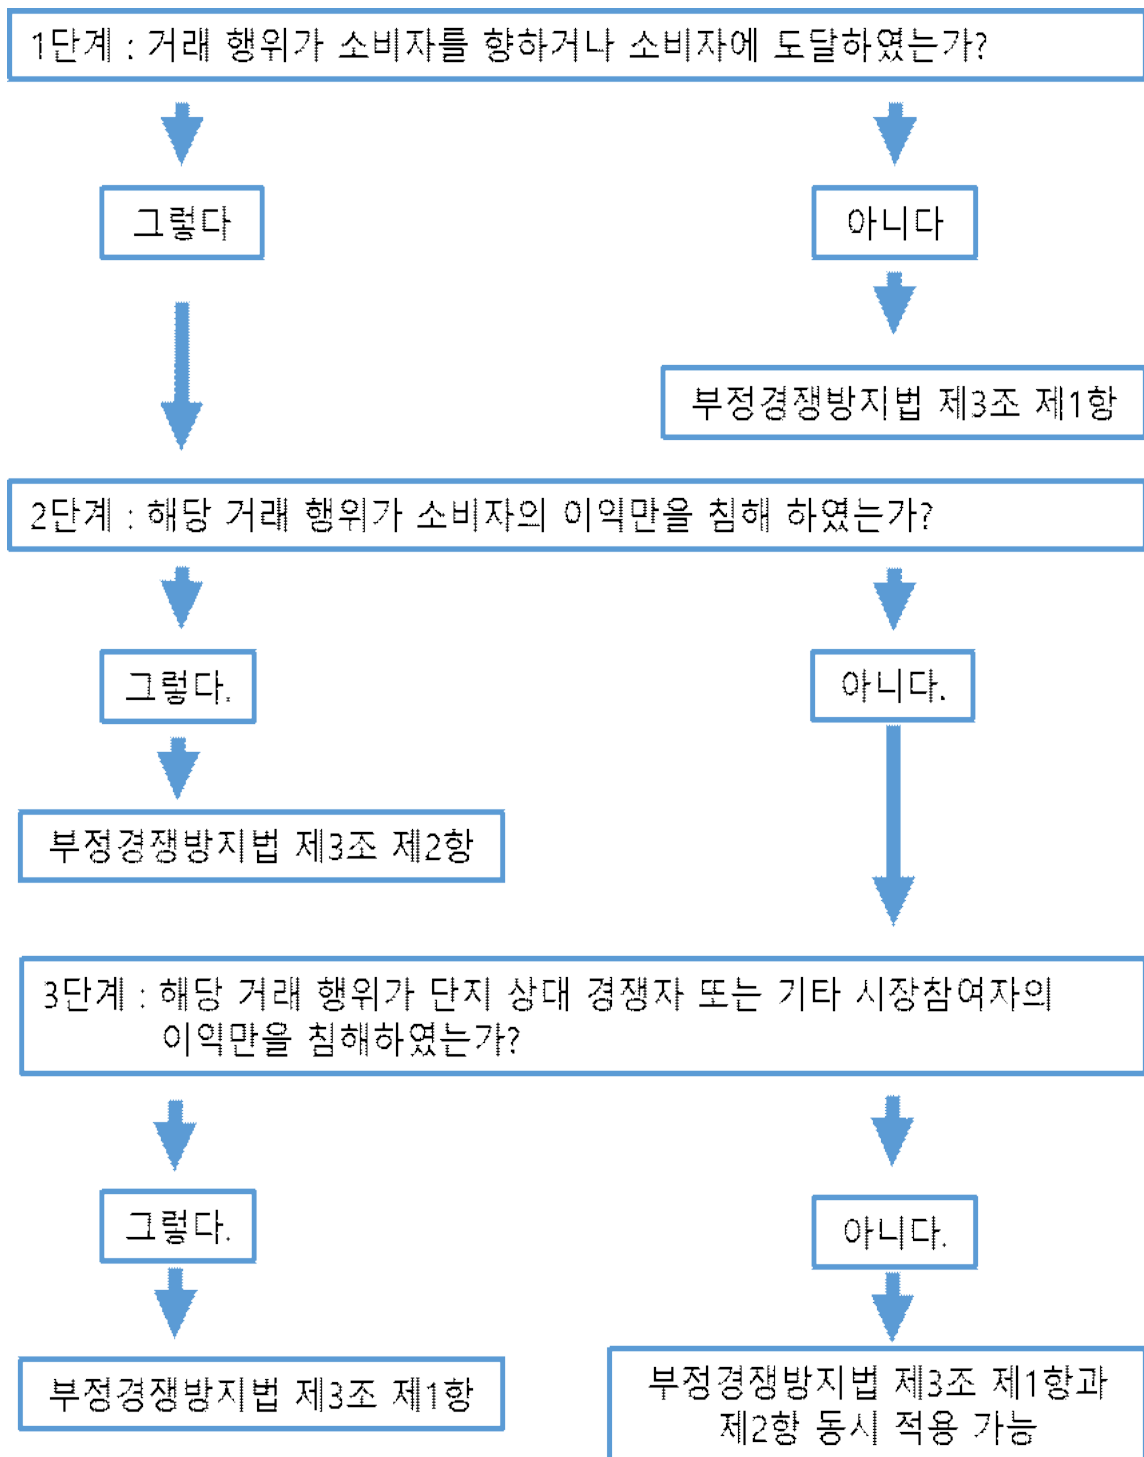 1단계 : 거래 행위가 소비자를 향하거나 소비자에 도달하였는가?
그렇다
아니다
부정경쟁방지법 제3조 제1항
2단계 : 해당 거래 행위가 소비자의 이익만을 침해 하였는가?
그렇다.
아니다.
부정경쟁방지법 제3조 제2항
3단계 : 해당 거래 행위가 단지 상대 경쟁자 또는 기타 시장참여자의
이익만을 침해하였는가?
그렇다.
아니다.
부정경쟁방지법 제3조 제1항
부정경쟁방지법 제3조 제1항과
제2항 동시 적용 가능